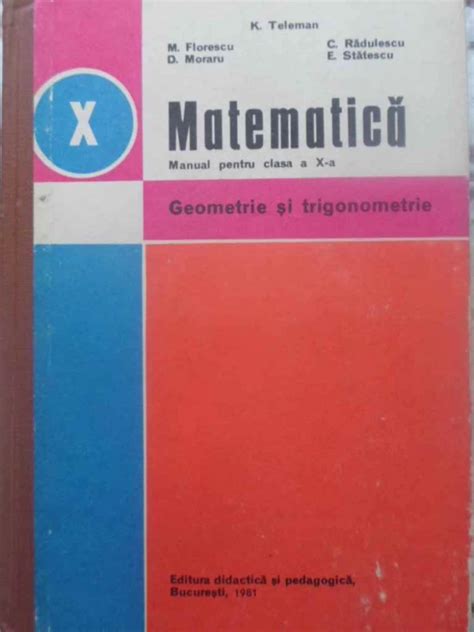 K. Teleman
M. Florescu C. Rădulescu
D. Moraru E. Stătescu
X
Matematică
Manual pentru clasa a X-a
Geometrie și trigonometrie
Editura didactică și pedagogică,
București, 1981